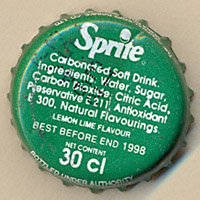 Sprite
Carbonated Soft Drink.
Ingredients: Water, Sugar,
Carbon Dioxide, Citric Acid,
Preservative E 211, Antioxidant
E 300, Natural Flavourings.
LEMON LIME FLAVOUR
BEST BEFORE END 1998
NET CONTENT
30 cl
BOTTLED UNDER AUTHORITY